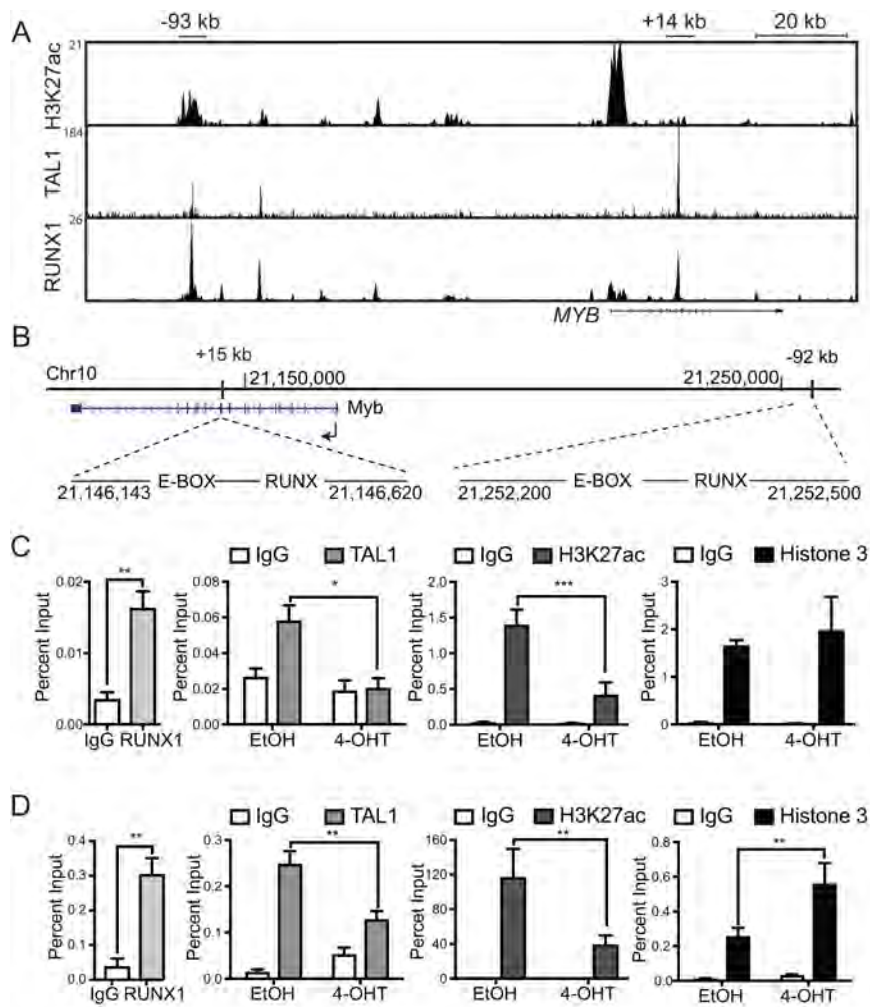 A
-93 kb
+14 kb
20 kb
21
H3K27ac
184
TAL1
26
RUNX1
MYB
B
+15 kb
-92 kb
Chr10
21,150,000
21,250,000
Myb
E-BOX
RUNX
21,146,143
21,146,620
E-BOX
RUNX
21,252,200
21,252,500
C
IgG TAL1
IgG H3K27ac
IgG Histone 3
Percent Input
0.02
0.01
0.00
**
IgG RUNX1
Percent Input
0.08
0.06
0.04
0.02
0.00
*
EtOH 4-OHT
Percent Input
2.0
1.5
1.0
0.5
0.0
***
EtOH 4-OHT
Percent Input
3
2
1
0
EtOH 4-OHT
D
IgG TAL1
IgG H3K27ac
IgG Histone 3
Percent Input
0.4
0.3
0.2
0.1
0.0
**
IgG RUNX1
Percent Input
0.3
0.2
0.1
0.0
**
EtOH 4-OHT
Percet Input
160
120
80
40
0
**
EtOH 4-OHT
Percent Input
0.8
0.6
0.4
0.2
0.0
**
EtOH 4-OHT